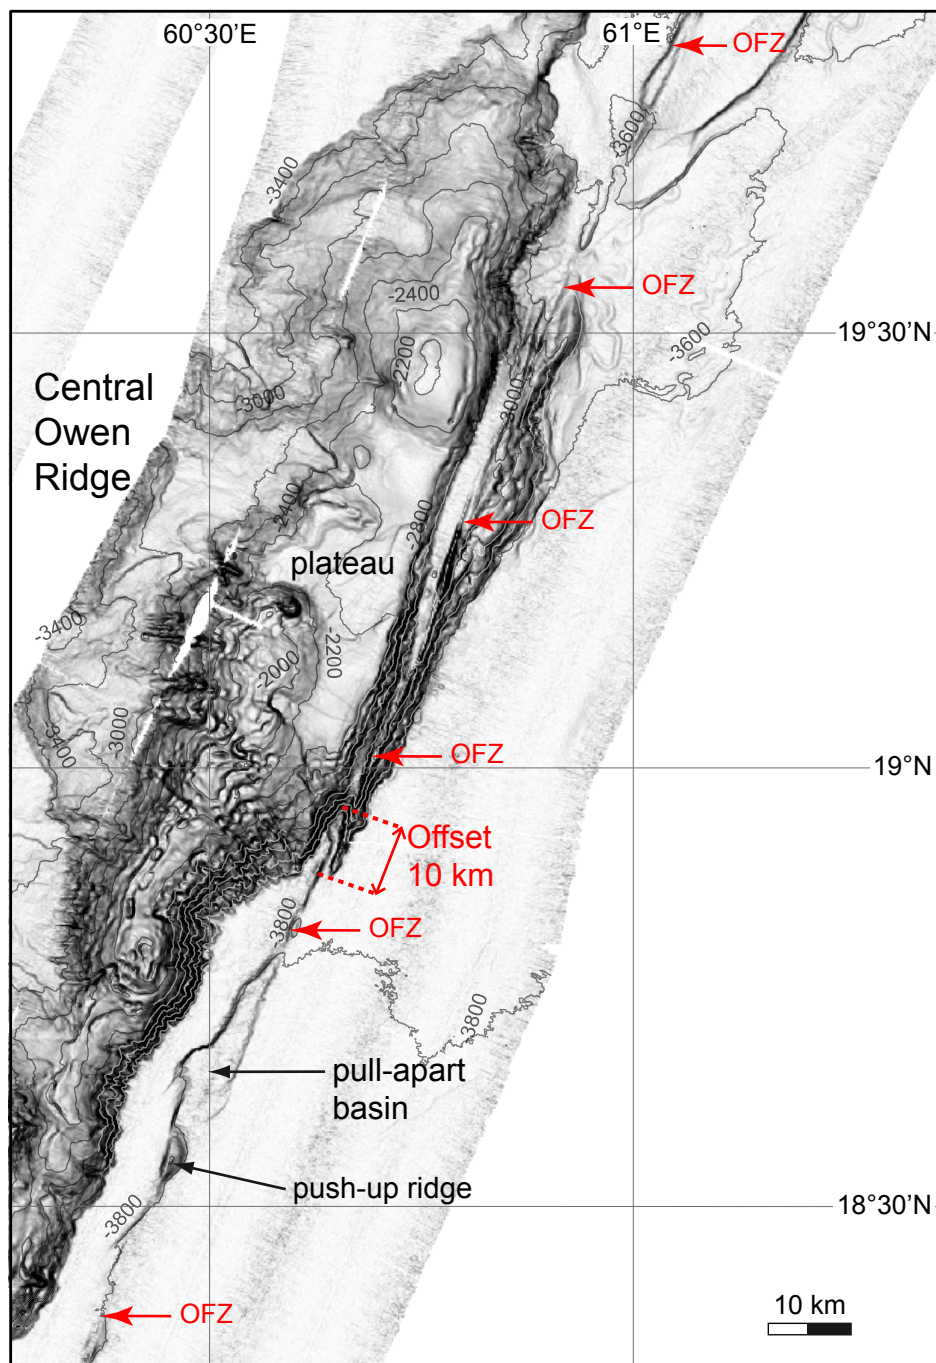 60°30'E
61°E
OFZ
-3400
-3600
-2400
OFZ
19°30'N
-3600
-2200
-3000
Central
Owen
Ridge
-3000
-2400
-2800
OFZ
plateau
-3400
-2200
-2000
-3400
-3000
OFZ
19°N
Offset
10 km
-3800
OFZ
-3800
pull-apart
basin
push-up ridge
-3800
18°30'N
OFZ
10 km